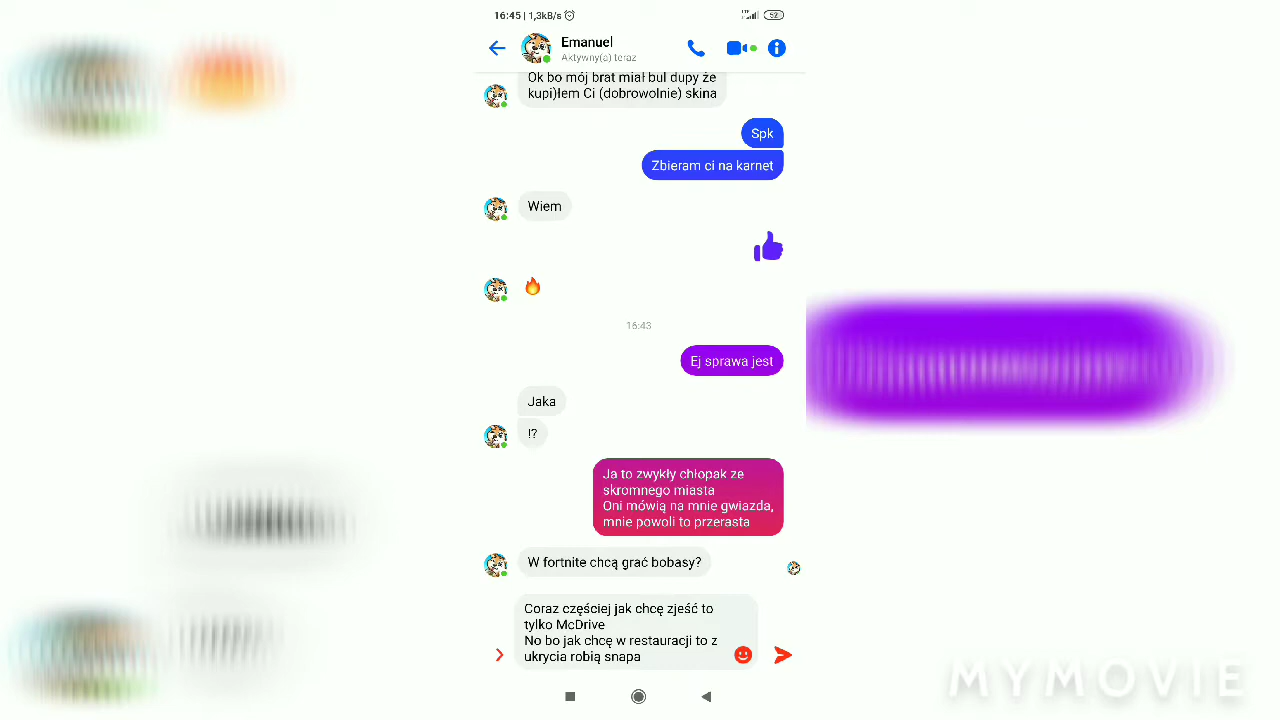 16:45 | 1,3kB/s
52
Emanuel
Aktywny(a) teraz
Ok bo mój brat miał bul dupy że
kupi)łem Ci (dobrowolnie) skina
Spk
Zbieram ci na karnet
Wiem
🔥
16:43
Ej sprawa jest
Jaka
!?
Ja to zwykły chłopak ze
skromnego miasta
Oni mówią na mnie gwiazda,
mnie powoli to przerasta
W fortnite chcą grać bobasy?
Coraz częściej jak chcę zjeść to
tylko McDrive
No bo jak chcę w restauracji to z
ukrycia robią snapa
MYMOVIE